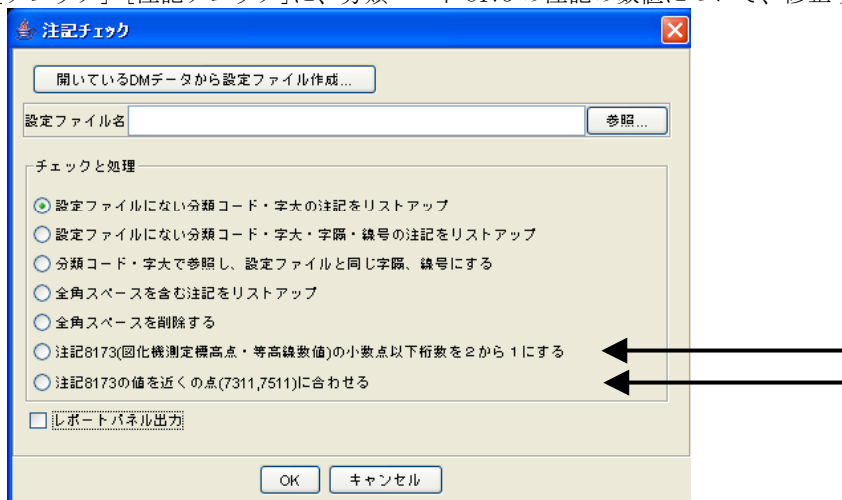 注記チェック
開いているDMデータから設定ファイル作成...
設定ファイル名
参照...
チェックと処理
設定ファイルにない分類コード・字大の注記をリストアップ
設定ファイルにない分類コード・字大・字隔・線号の注記をリストアップ
分類コード・字大で参照し、設定ファイルと同じ字隔、線号にする
全角スペースを含む注記をリストアップ
全角スペースを削除する
注記8173(図化機測定標高点・等高線数値)の小数点以下桁数を2から1にする
注記8173の値を近くの点(7311,7511)に合わせる
レポートパネル出力
OK キャンセル